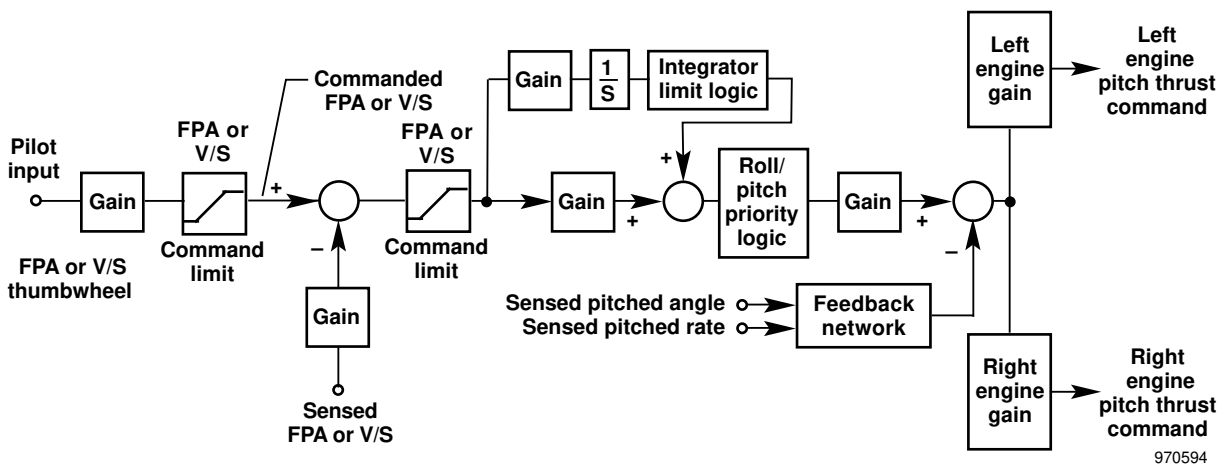 Pilot
input
Gain
FPA or V/S
thumbwheel
FPA or
V/S
Command
limit
Commanded
FPA or V/S
+
–
Gain
Sensed
FPA or V/S
FPA or
V/S
Command
limit
Gain
1
S
Integrator
limit logic
+
Gain
+
Roll/
pitch
priority
logic
Gain
+
–
Sensed pitched angle
Sensed pitched rate
Feedback
network
Left
engine
gain
Left
engine
pitch thrust
command
Right
engine
gain
Right
engine
pitch thrust
command
970594